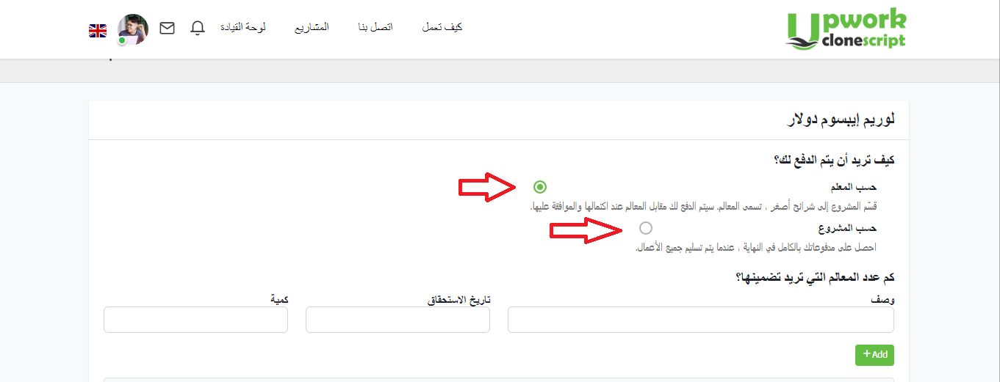 Upwork
clonescript
كيف تعمل
اتصل بنا
المشاريع
لوحة القيادة
لوريم إيبسوم دولار
كيف تريد أن يتم الدفع لك؟
حسب المعلم
قسّم المشروع إلى شرائح أصغر ، تسمى المعالم. سيتم الدفع لك مقابل المعالم عند اكتمالها والموافقة عليها.
حسب المشروع
احصل على مدفوعاتك بالكامل في النهاية ، عندما يتم تسليم جميع الأعمال.
كم عدد المعالم التي تريد تضمينها؟
وصف
تاريخ الاستحقاق
كمية
+ Add